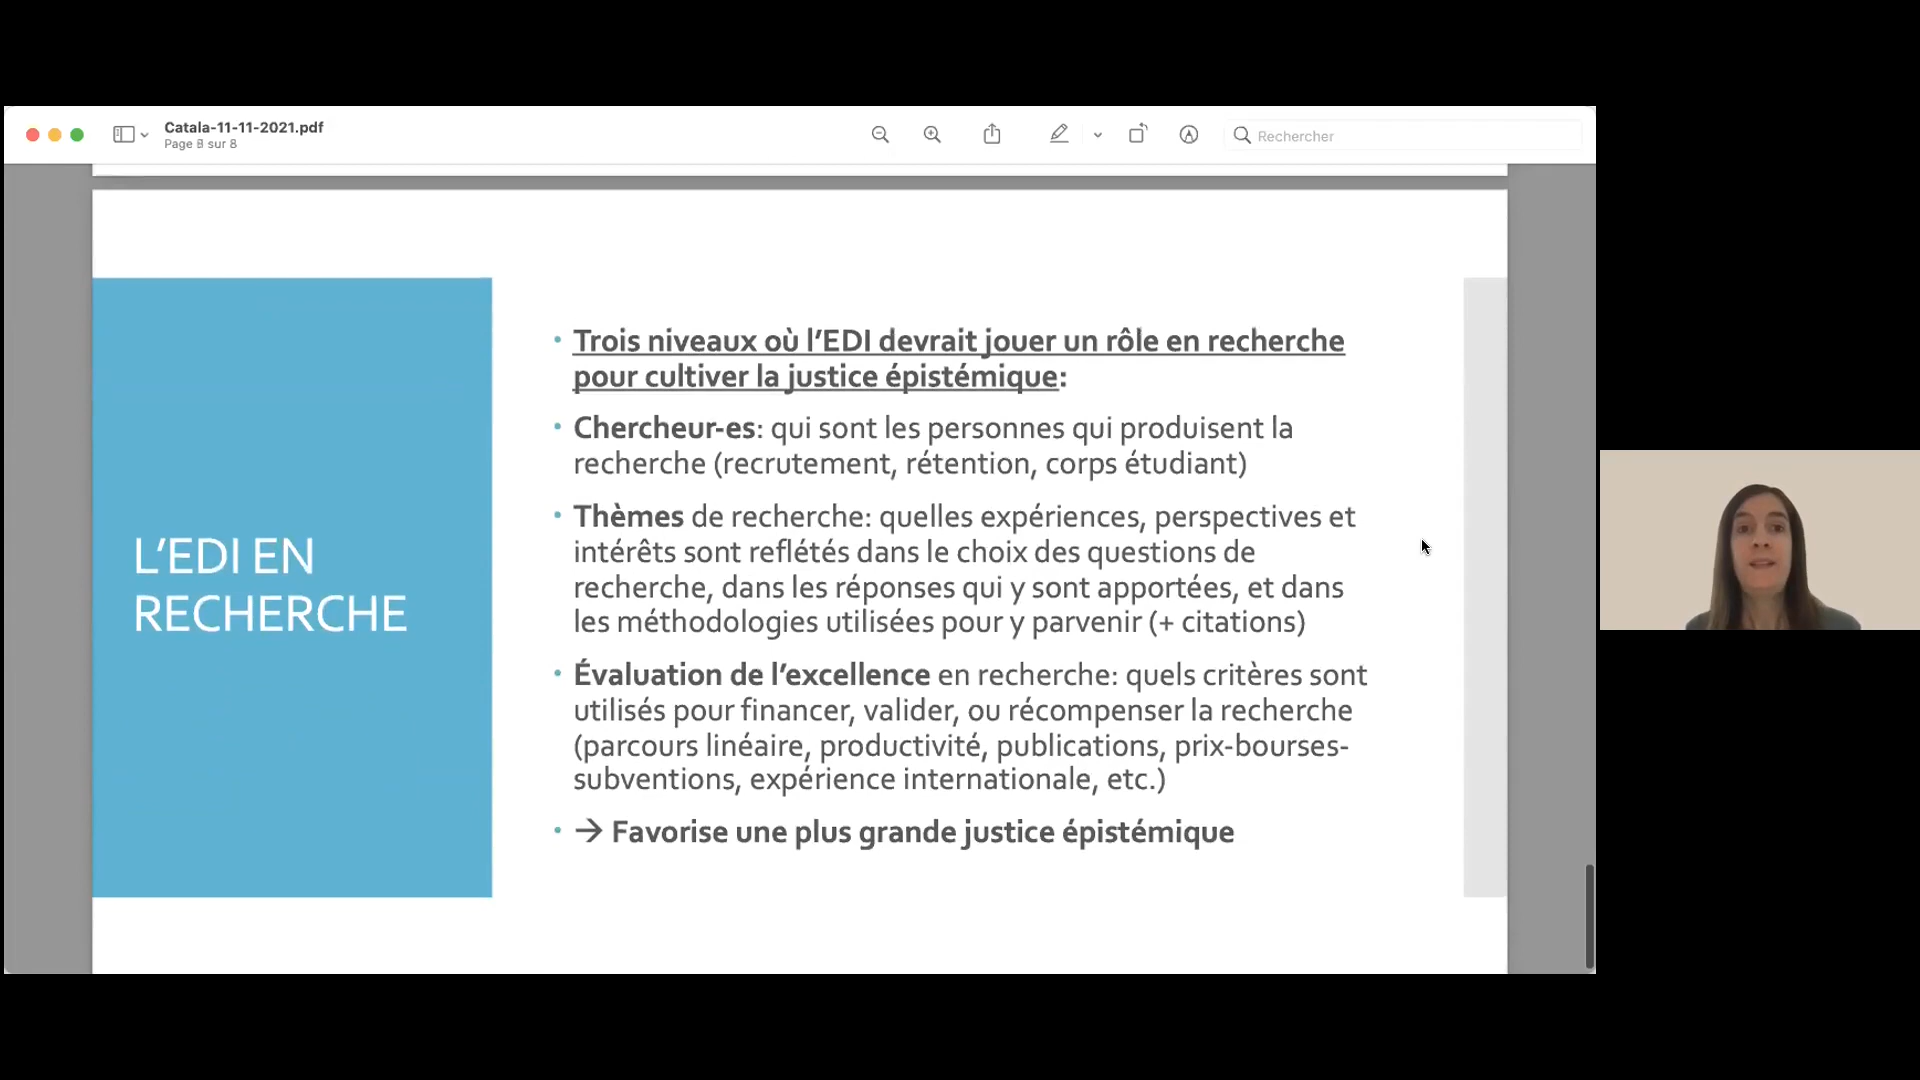 Catala-11-11-2021.pdf
Page 8 sur 8
Rechercher
L’EDI EN
RECHERCHE
• Trois niveaux où l’EDI devrait jouer un rôle en recherche
pour cultiver la justice épistémique:
• Chercheur-es: qui sont les personnes qui produisent la
recherche (recrutement, rétention, corps étudiant)
• Thèmes de recherche: quelles expériences, perspectives et
intérêts sont reflétés dans le choix des questions de
recherche, dans les réponses qui y sont apportées, et dans
les méthodologies utilisées pour y parvenir (+ citations)
• Évaluation de l’excellence en recherche: quels critères sont
utilisés pour financer, valider, ou récompenser la recherche
(parcours linéaire, productivité, publications, prix-bourses-
subventions, expérience internationale, etc.)
• → Favorise une plus grande justice épistémique